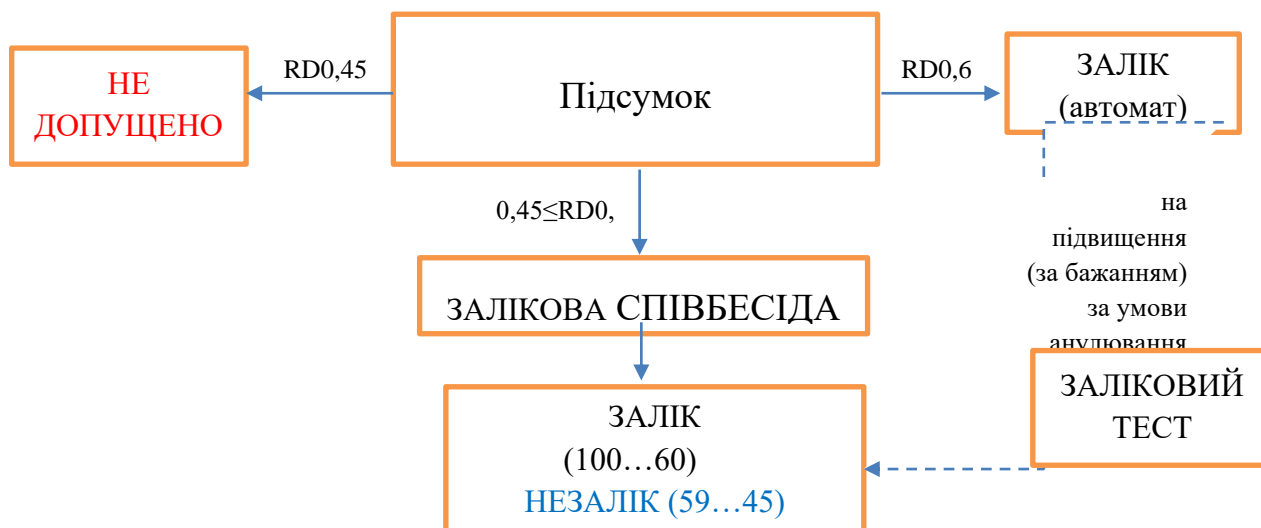 НЕ
ДОПУЩЕНО
RD0,45
Підсумок
RD0,6
ЗАЛІК
(автомат)
0,45≤RD0,
на
підвищення
(за бажанням)
за умови
анулювання
ЗАЛІКОВА СПІВБЕСІДА
ЗАЛІКОВИЙ
ТЕСТ
ЗАЛІК
(100…60)
НЕЗАЛІК (59…45)